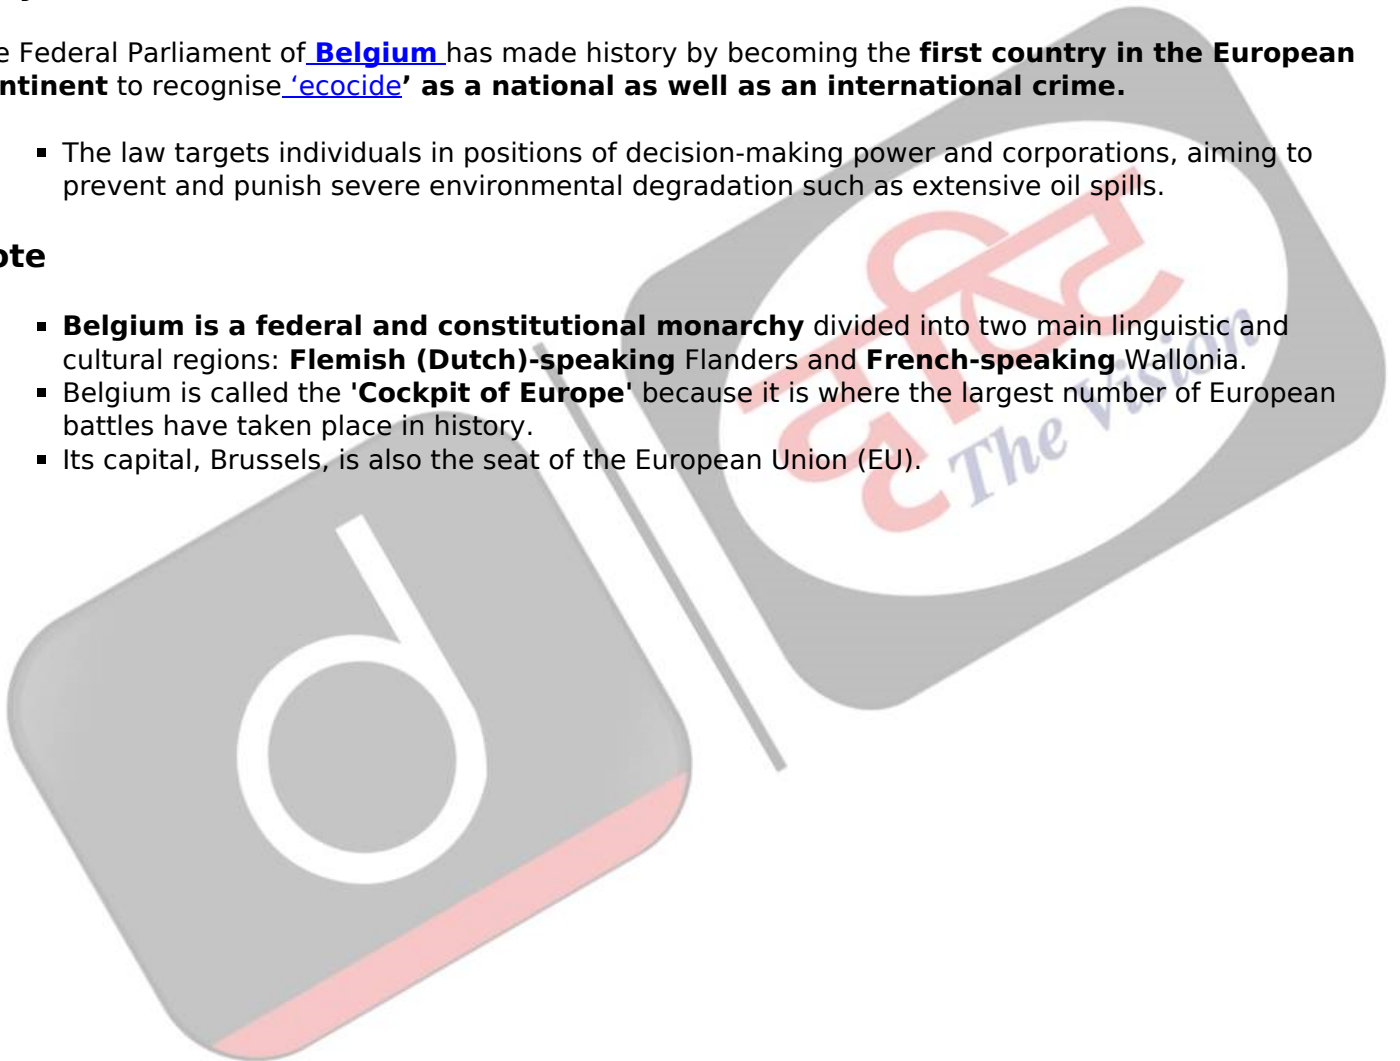 e Federal Parliament of Belgium has made history by becoming the first country in the European
ntinent to recognise 'ecocide' as a national as well as an international crime.
▪ The law targets individuals in positions of decision-making power and corporations, aiming to
prevent and punish severe environmental degradation such as extensive oil spills.
ote
▪ Belgium is a federal and constitutional monarchy divided into two main linguistic and
cultural regions: Flemish (Dutch)-speaking Flanders and French-speaking Wallonia.
▪ Belgium is called the 'Cockpit of Europe' because it is where the largest number of European
battles have taken place in history.
▪ Its capital, Brussels, is also the seat of the European Union (EU).
दृष्टि
The Vision
d